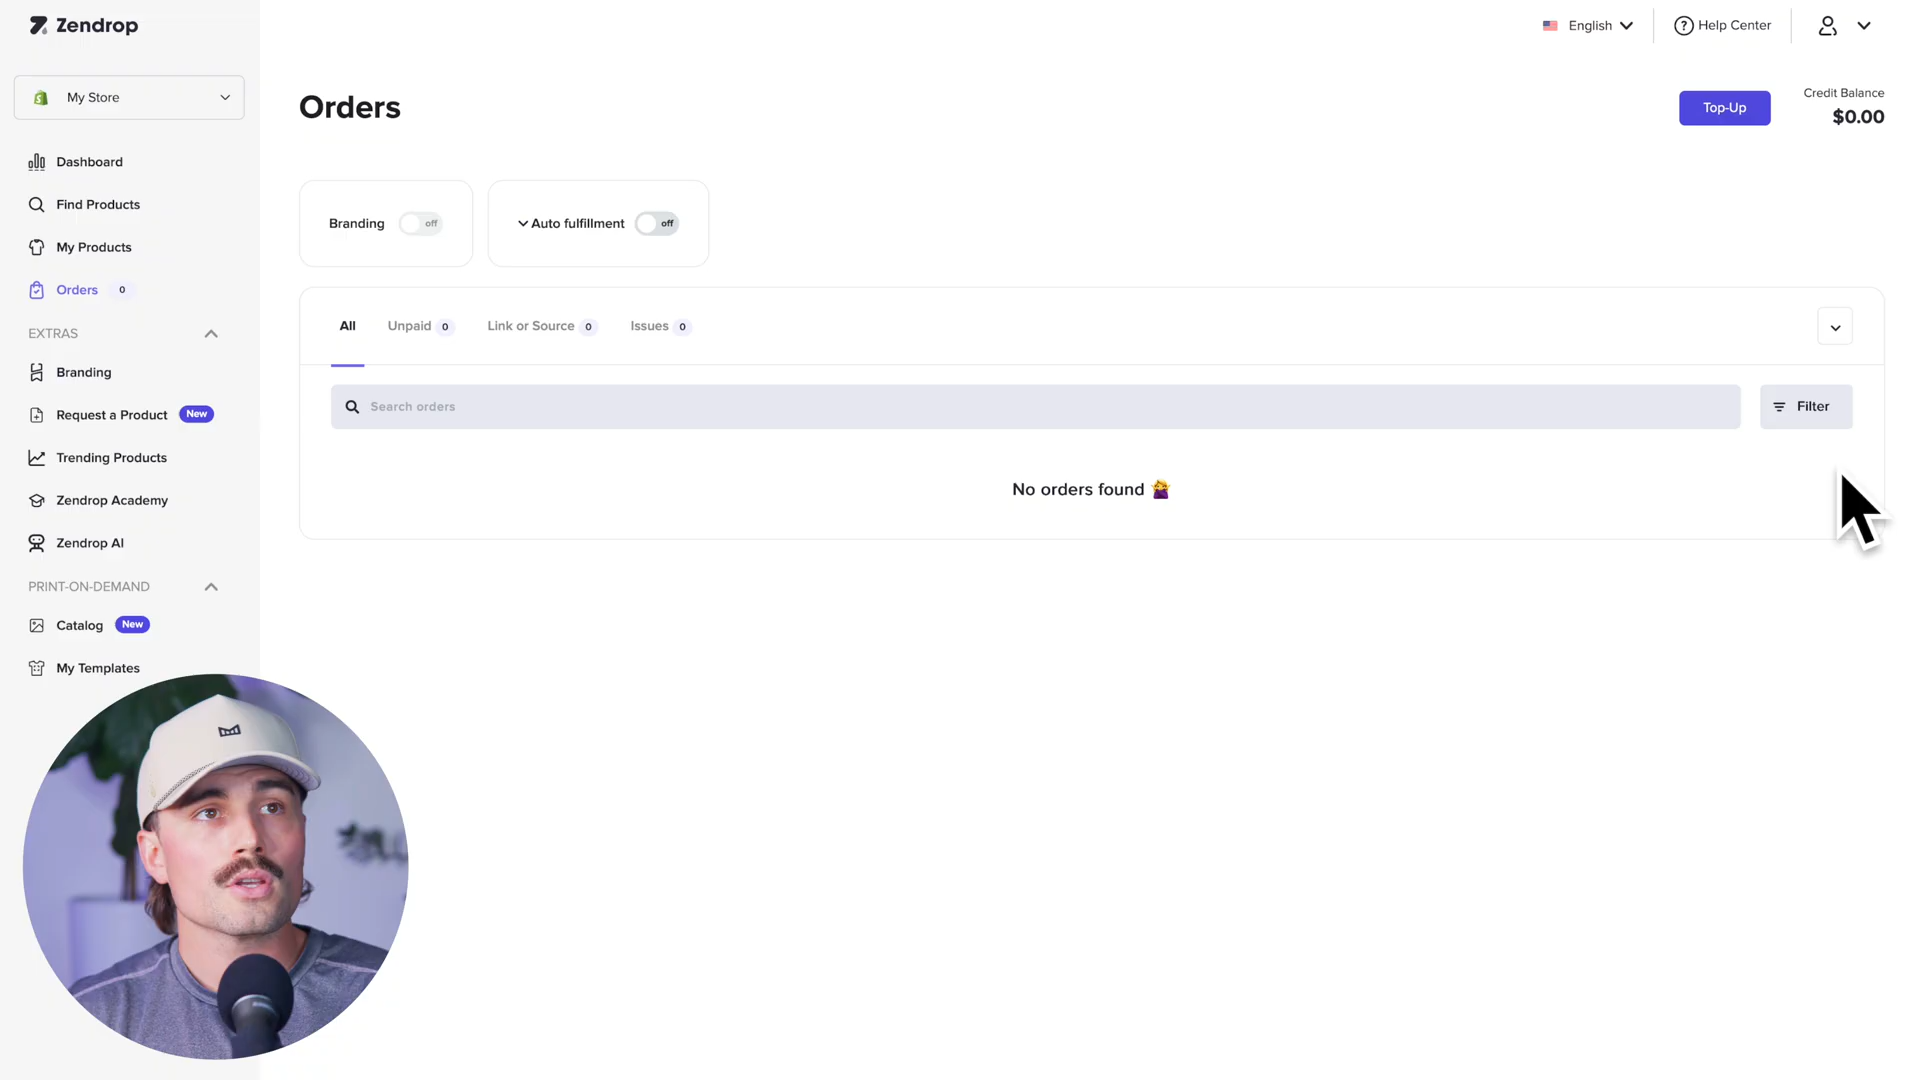 Zendrop
English
Help Center
My Store
Orders
Top-Up
Credit Balance
$0.00
Dashboard
Find Products
My Products
Orders 0
EXTRAS
Branding
Request a Product New
Trending Products
Zendrop Academy
Zendrop AI
PRINT-ON-DEMAND
Catalog New
My Templates
Branding off
Auto fulfillment off
All Unpaid 0 Link or Source 0 Issues 0
Search orders
Filter
No orders found